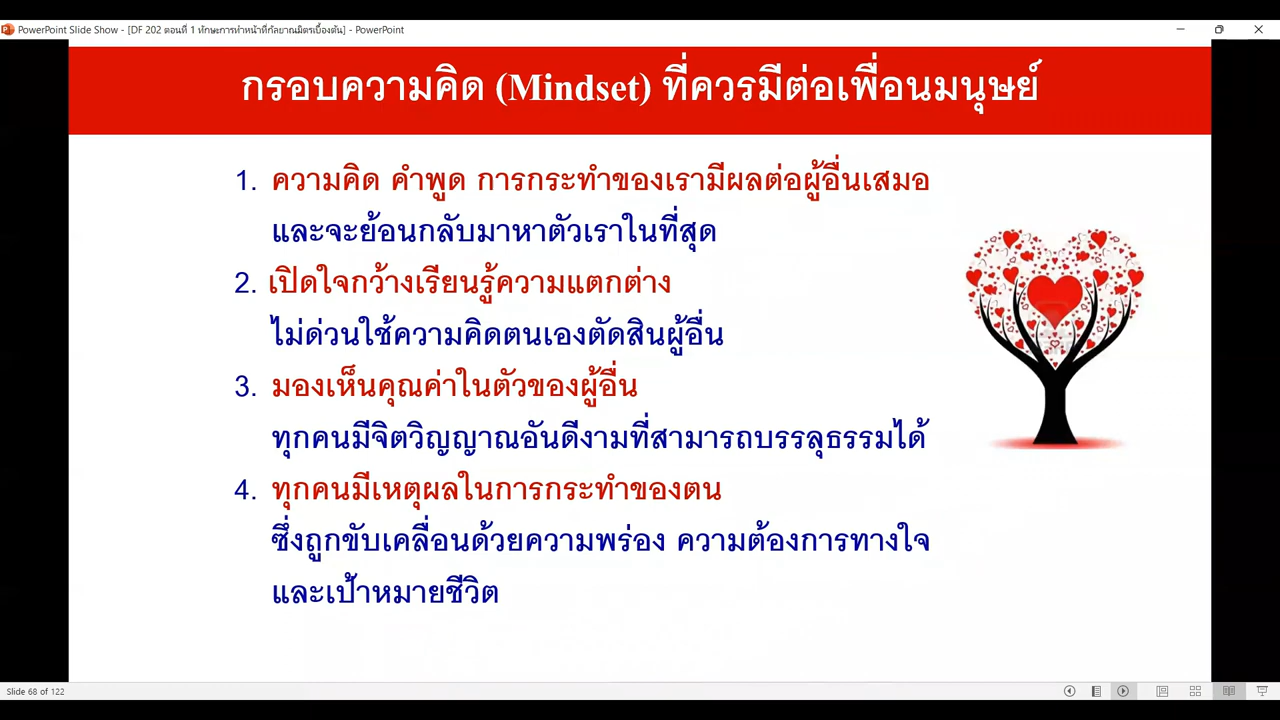 PowerPoint Slide Show - [DF 202 ตอนที่ 1 ทักษะการทำหน้าที่กัลยาณมิตรเบื้องต้น] - PowerPoint
กรอบความคิด (Mindset) ที่ควรมีต่อเพื่อนมนุษย์
1. ความคิด คำพูด การกระทำของเรามีผลต่อผู้อื่นเสมอ
และจะย้อนกลับมาหาตัวเราในที่สุด
2. เปิดใจกว้างเรียนรู้ความแตกต่าง
ไม่ด่วนใช้ความคิดตนเองตัดสินผู้อื่น
3. มองเห็นคุณค่าในตัวของผู้อื่น
ทุกคนมีจิตวิญญาณอันดีงามที่สามารถบรรลุธรรมได้
4. ทุกคนมีเหตุผลในการกระทำของตน
ซึ่งถูกขับเคลื่อนด้วยความพร่อง ความต้องการทางใจ
และเป้าหมายชีวิต
Slide 68 of 122